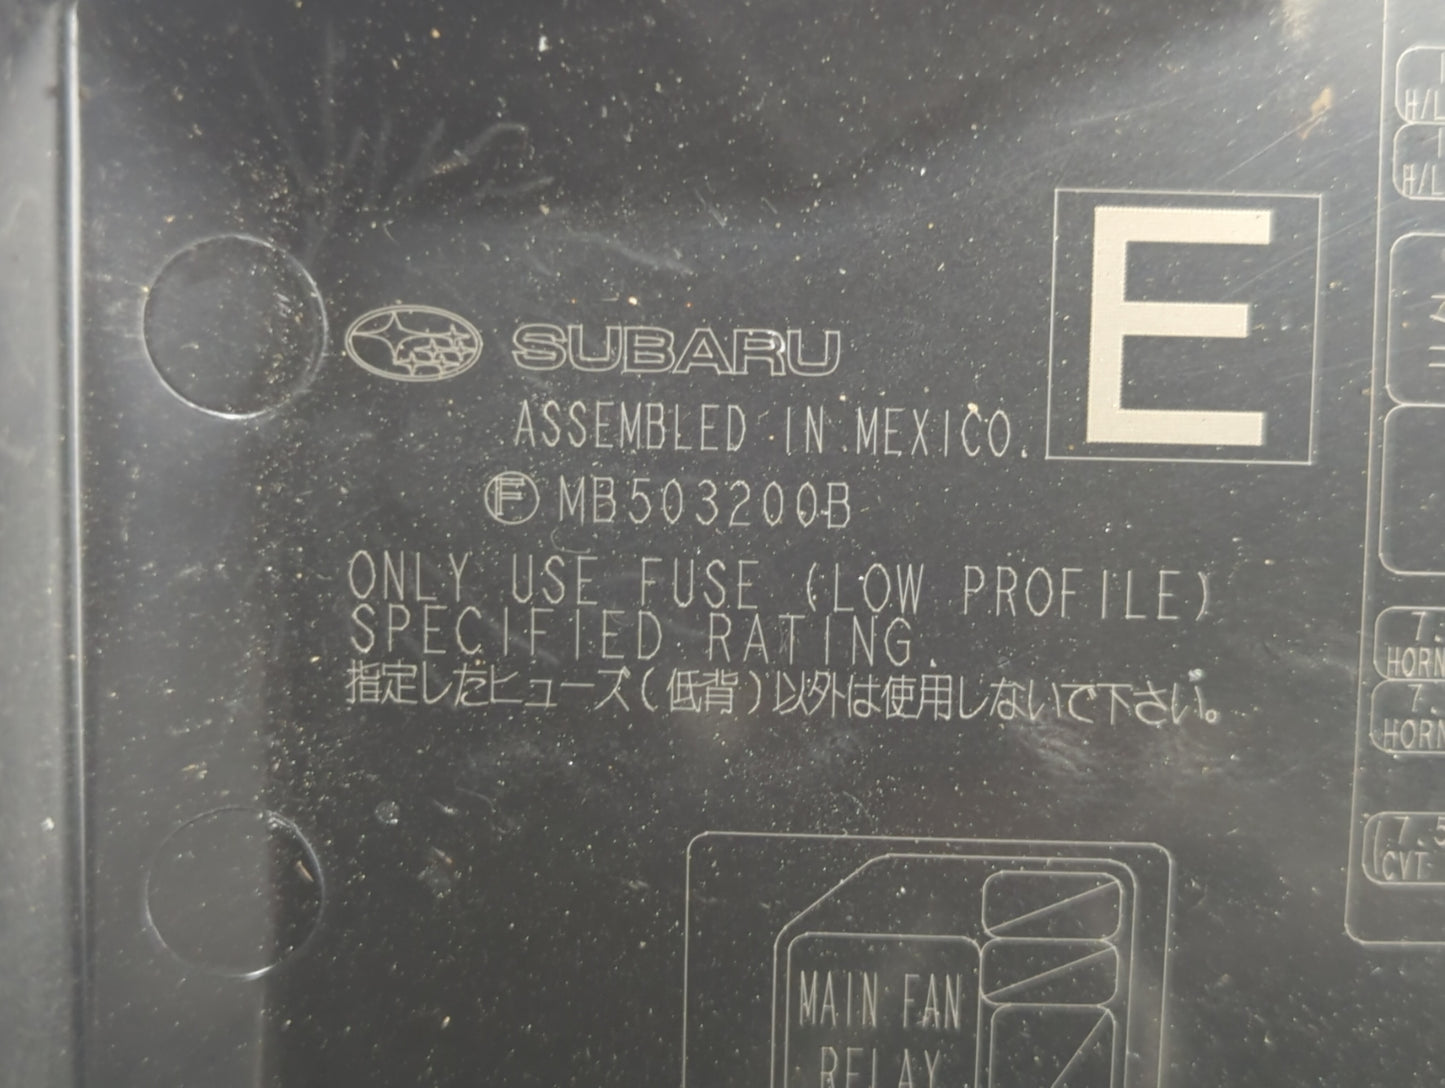 SUBARU
ASSEMBLED IN MEXICO.
E
Ⓕ MB503200B
ONLY USE FUSE (LOW PROFILE)
SPECIFIED RATING.
指定したヒューズ(低背)以外は使用しないで下さい。
MAIN FAN
RELAY
H/L
H/L
HORN
HORN
7.5
CVT